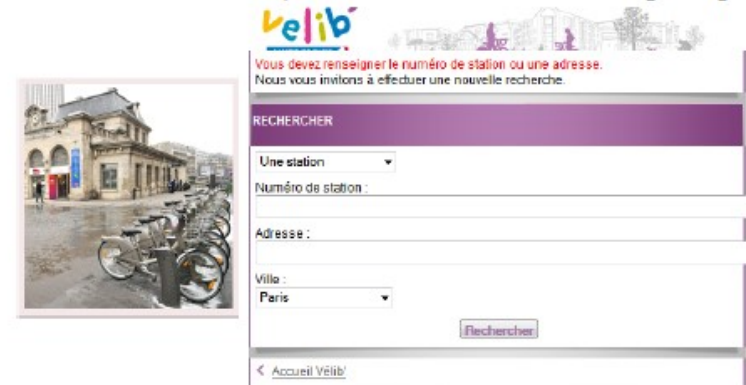 velib'
Vous devez renseigner le numéro de station ou une adresse.
Nous vous invitons à effectuer une nouvelle recherche.
RECHERCHER
Une station
Numéro de station :
Adresse :
Ville :
Paris
Rechercher
Accueil Vélib'